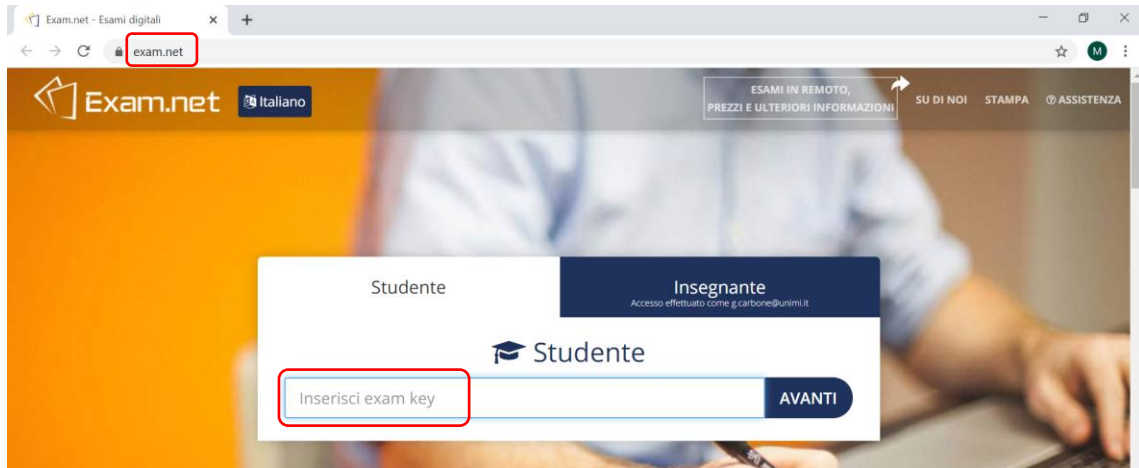 Exam.net - Esami digitali
exam.net
M
Exam.net
Italiano
ESAMI IN REMOTO,
PREZZI E ULTERIORI INFORMAZIONI
SU DI NOI
STAMPA
ASSISTENZA
Studente
Insegnante
Accesso effettuato come g.carbone@unimi.it
Studente
Inserisci exam key
AVANTI